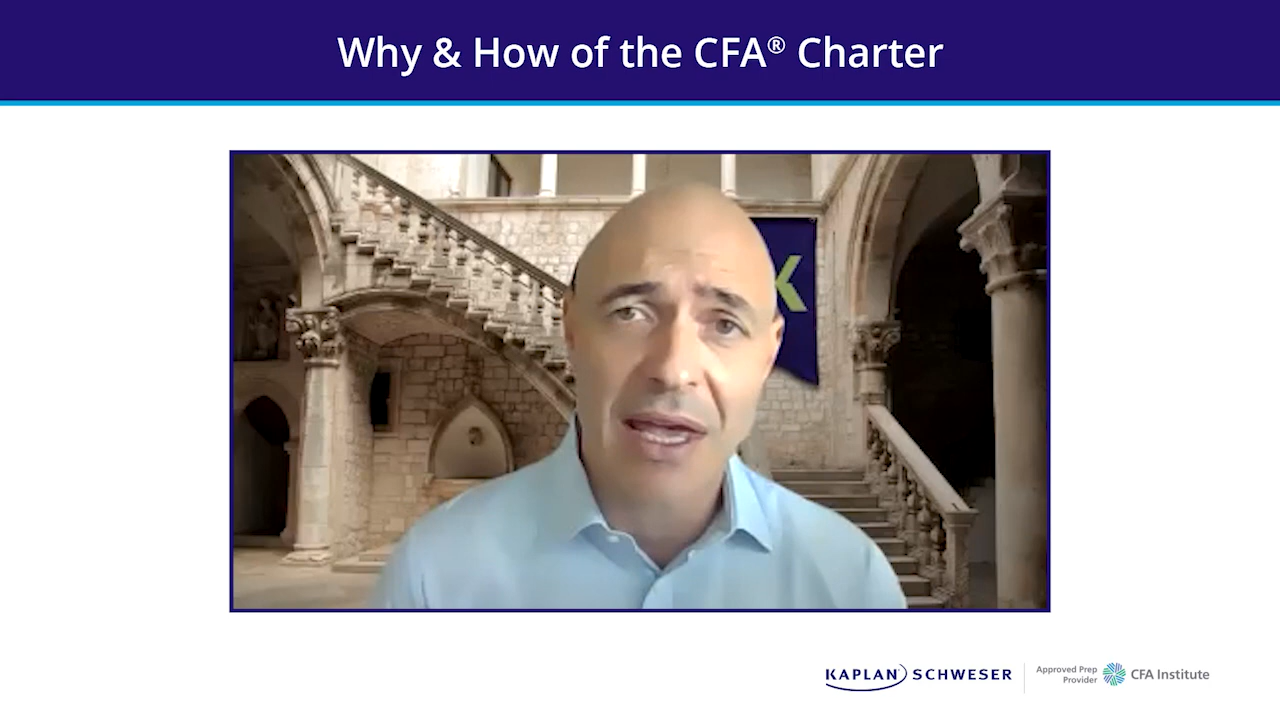 Why & How of the CFA® Charter
K
KAPLAN SCHWESER
Approved Prep
Provider
CFA Institute